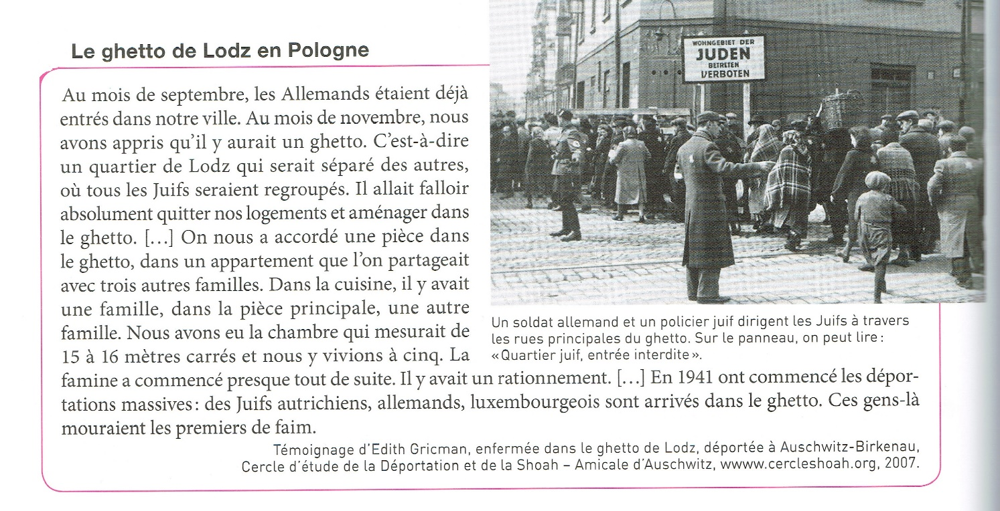 Le ghetto de Lodz en Pologne
Au mois de septembre, les Allemands étaient déjà
entrés dans notre ville. Au mois de novembre, nous
avons appris qu'il y aurait un ghetto. C'est-à-dire
un quartier de Lodz qui serait séparé des autres,
où tous les Juifs seraient regroupés. Il allait falloir
absolument quitter nos logements et aménager dans
le ghetto. […] On nous a accordé une pièce dans
le ghetto, dans un appartement que l'on partageait
avec trois autres familles. Dans la cuisine, il y avait
une famille, dans la pièce principale, une autre
famille. Nous avons eu la chambre qui mesurait de
15 à 16 mètres carrés et nous y vivions à cinq. La
famine a commencé presque tout de suite. Il y avait un rationnement. […] En 1941 ont commencé les dépor-
tations massives : des Juifs autrichiens, allemands, luxembourgeois sont arrivés dans le ghetto. Ces gens-là
mouraient les premiers de faim.
Témoignage d'Edith Gricman, enfermée dans le ghetto de Lodz, déportée à Auschwitz-Birkenau,
Cercle d'étude de la Déportation et de la Shoah – Amicale d'Auschwitz, wwww.cercleshoah.org, 2007.
WOHNGEBIET DER
JUDEN
BETRETEN
VERBOTEN
Un soldat allemand et un policier juif dirigent les Juifs à travers
les rues principales du ghetto. Sur le panneau, on peut lire :
« Quartier juif, entrée interdite ».